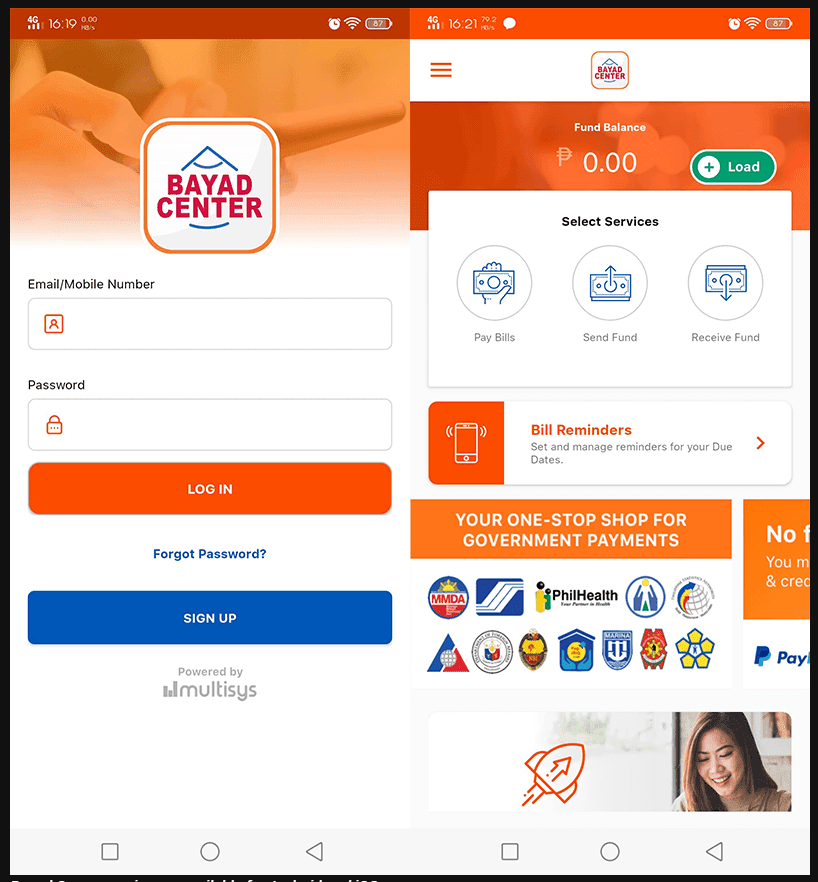 4G 16:19 0.00 KB/s 87
BAYAD
CENTER
Email/Mobile Number
Password
LOG IN
Forgot Password?
SIGN UP
Powered by
multisys
4G 16:21 79.2 KB/s 87
BAYAD
CENTER
Fund Balance
₱ 0.00
Load
Select Services
Pay Bills
Send Fund
Receive Fund
Bill Reminders
Set and manage reminders for your Due
Dates.
YOUR ONE-STOP SHOP FOR
GOVERNMENT PAYMENTS
MMDA
PhilHealth
Your Partner in Health
MARINA
No f
You m
& cred
PayP